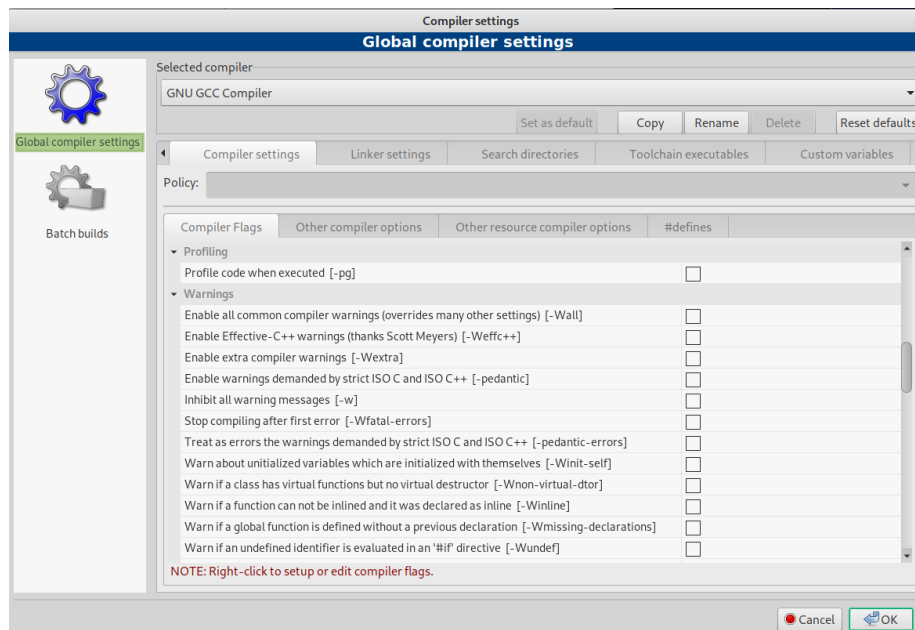 Compiler settings
Global compiler settings
Global compiler settings
Batch builds
Selected compiler
GNU GCC Compiler
Set as default Copy Rename Delete Reset defaults
Compiler settings Linker settings Search directories Toolchain executables Custom variables
Policy:
Compiler Flags Other compiler options Other resource compiler options #defines
Profiling
Profile code when executed [-pg]
Warnings
Enable all common compiler warnings (overrides many other settings) [-Wall]
Enable Effective-C++ warnings (thanks Scott Meyers) [-Weffc++]
Enable extra compiler warnings [-Wextra]
Enable warnings demanded by strict ISO C and ISO C++ [-pedantic]
Inhibit all warning messages [-w]
Stop compiling after first error [-Wfatal-errors]
Treat as errors the warnings demanded by strict ISO C and ISO C++ [-pedantic-errors]
Warn about unitialized variables which are initialized with themselves [-Winit-self]
Warn if a class has virtual functions but no virtual destructor [-Wnon-virtual-dtor]
Warn if a function can not be inlined and it was declared as inline [-Winline]
Warn if a global function is defined without a previous declaration [-Wmissing-declarations]
Warn if an undefined identifier is evaluated in an '#if' directive [-Wundef]
NOTE: Right-click to setup or edit compiler flags.
Cancel OK